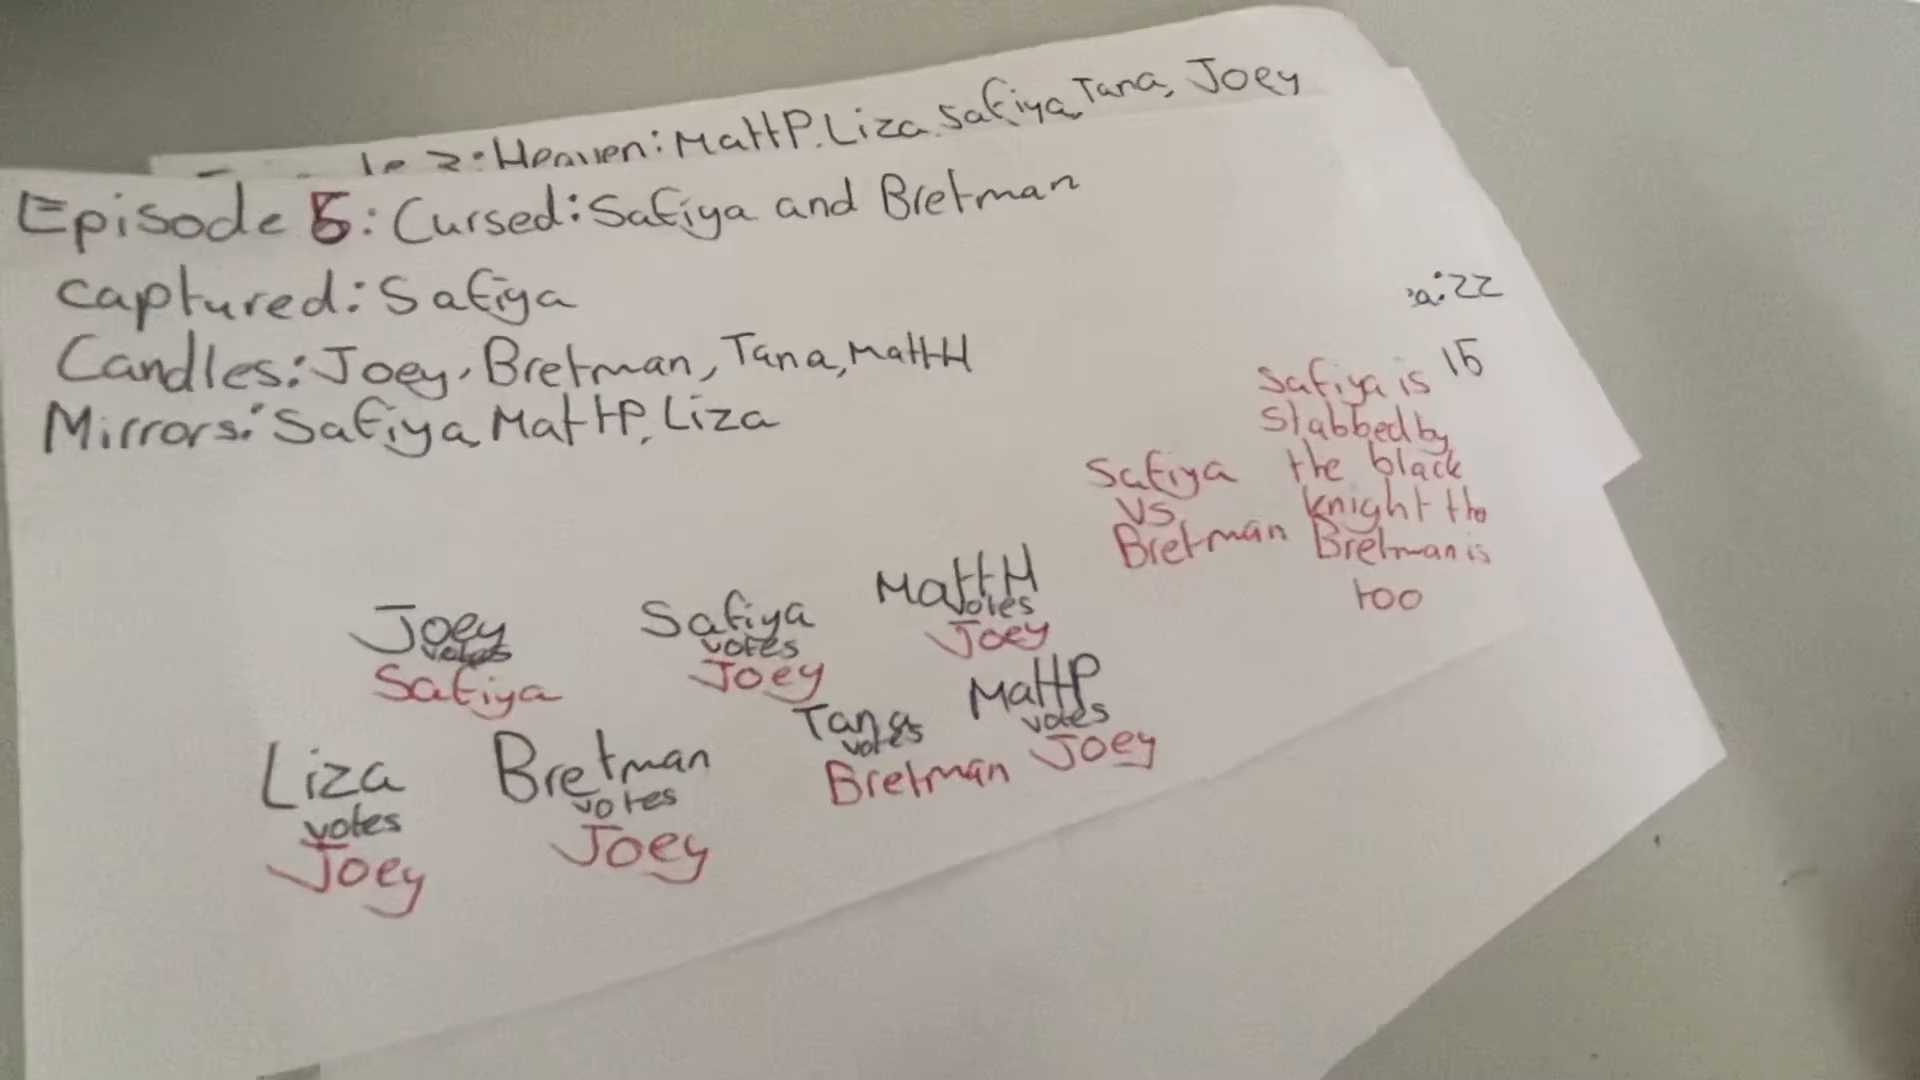 3: Heaven: MattP. Liza. Safiya, Tana, Joey
Episode 5: Cursed: Safiya and Bretman
captured: Safiya
Candles: Joey, Bretman, Tana, MattH
Mirrors: Safiya, MattP, Liza
a:22
15
Safiya
vs
Bretman
Safiya is
stabbed by
the black
knight the
Bretman is
too
Joey
votes
Safiya
Safiya
votes
Joey
MattH
votes
Joey
Liza
votes
Joey
Bretman
votes
Joey
Tana
votes
Bretman
MattP
votes
Joey